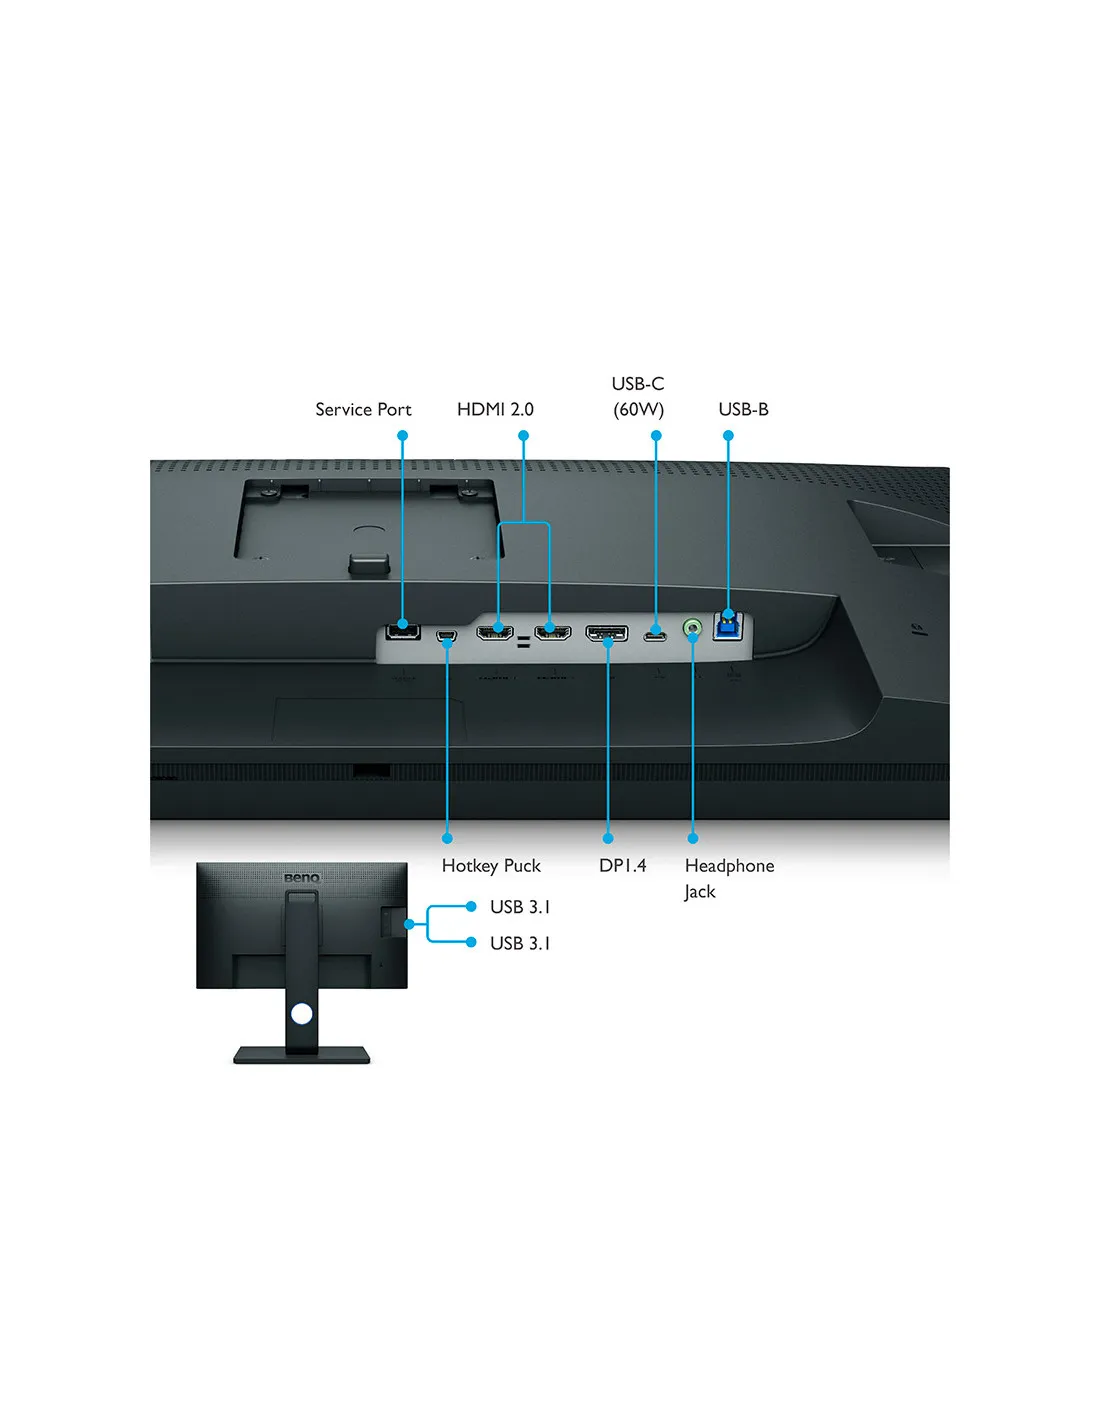 USB-C
Service Port
HDMI 2.0
(60W)
USB-B
Hotkey Puck
DP1.4
Headphone
Jack
BenQ
USB 3.1
USB 3.1